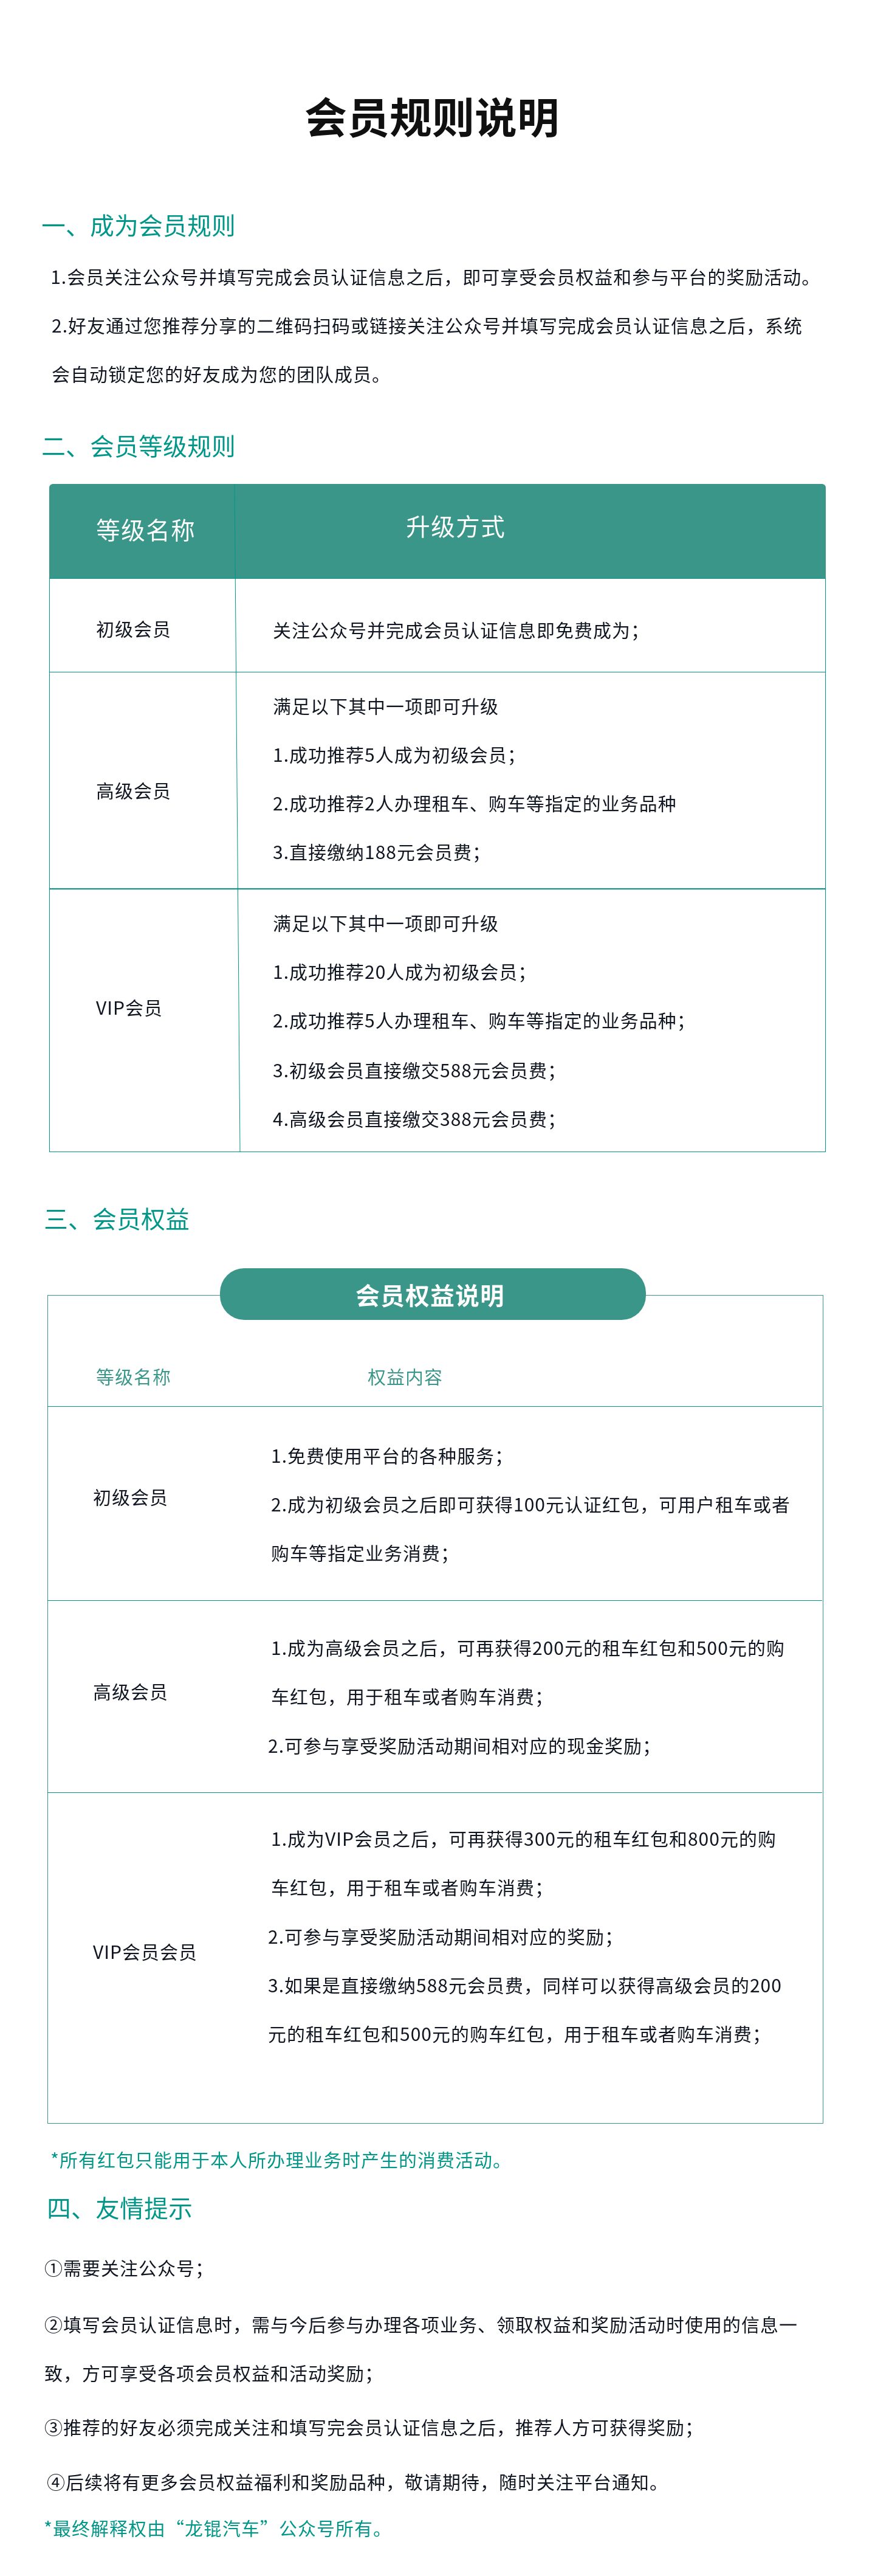 会员规则说明
一、成为会员规则
1.会员关注公众号并填写完成会员认证信息之后，即可享受会员权益和参与平台的奖励活动。
2.好友通过您推荐分享的二维码扫码或链接关注公众号并填写完成会员认证信息之后，系统
会自动锁定您的好友成为您的团队成员。
二、会员等级规则
等级名称
升级方式
初级会员
关注公众号并完成会员认证信息即免费成为；
高级会员
满足以下其中一项即可升级
1.成功推荐5人成为初级会员；
2.成功推荐2人办理租车、购车等指定的业务品种
3.直接缴纳188元会员费；
VIP会员
满足以下其中一项即可升级
1.成功推荐20人成为初级会员；
2.成功推荐5人办理租车、购车等指定的业务品种；
3.初级会员直接缴交588元会员费；
4.高级会员直接缴交388元会员费；
三、会员权益
会员权益说明
等级名称
权益内容
初级会员
1.免费使用平台的各种服务；
2.成为初级会员之后即可获得100元认证红包，可用户租车或者
购车等指定业务消费；
高级会员
1.成为高级会员之后，可再获得200元的租车红包和500元的购
车红包，用于租车或者购车消费；
2.可参与享受奖励活动期间相对应的现金奖励；
VIP会员会员
1.成为VIP会员之后，可再获得300元的租车红包和800元的购
车红包，用于租车或者购车消费；
2.可参与享受奖励活动期间相对应的奖励；
3.如果是直接缴纳588元会员费，同样可以获得高级会员的200
元的租车红包和500元的购车红包，用于租车或者购车消费；
*所有红包只能用于本人所办理业务时产生的消费活动。
四、友情提示
①需要关注公众号；
②填写会员认证信息时，需与今后参与办理各项业务、领取权益和奖励活动时使用的信息一
致，方可享受各项会员权益和活动奖励；
③推荐的好友必须完成关注和填写完会员认证信息之后，推荐人方可获得奖励；
④后续将有更多会员权益福利和奖励品种，敬请期待，随时关注平台通知。
*最终解释权由“龙锟汽车”公众号所有。